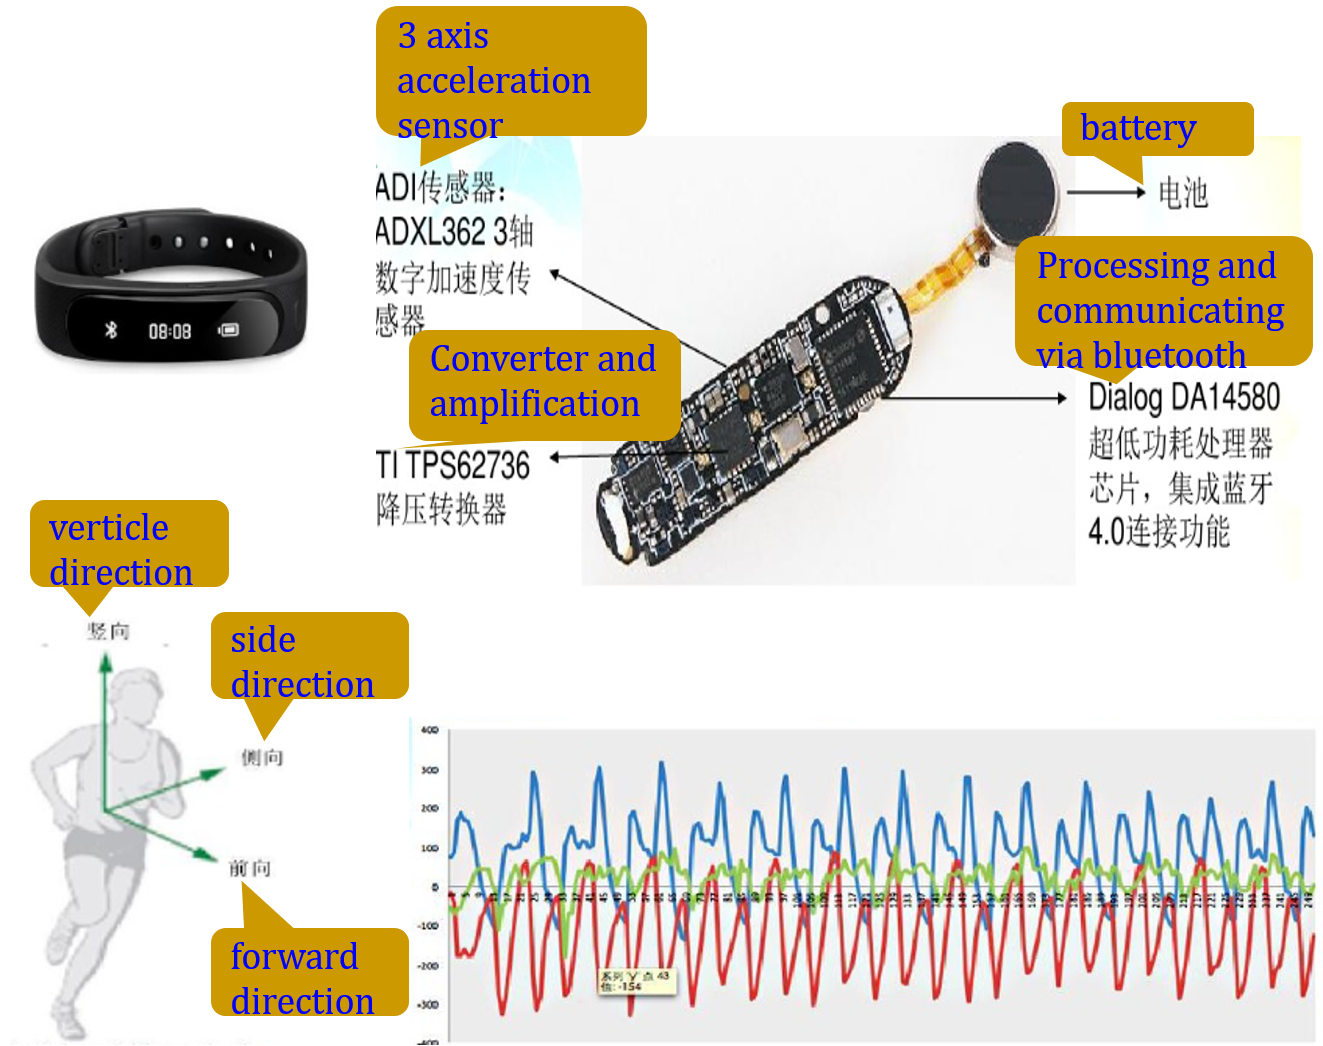 3 axis
acceleration
sensor
battery
ADI传感器：
ADXL362 3轴
数字加速度传
感器
电池
Processing and
communicating
via bluetooth
08:08
Converter and
amplification
Dialog DA14580
超低功耗处理器
芯片，集成蓝牙
4.0连接功能
TI TPS62736
降压转换器
verticle
direction
竖向
side
direction
侧向
前向
forward
direction
400
300
200
100
0
-100
-200
-300
-400
系列 "y" 点 43
值: -154